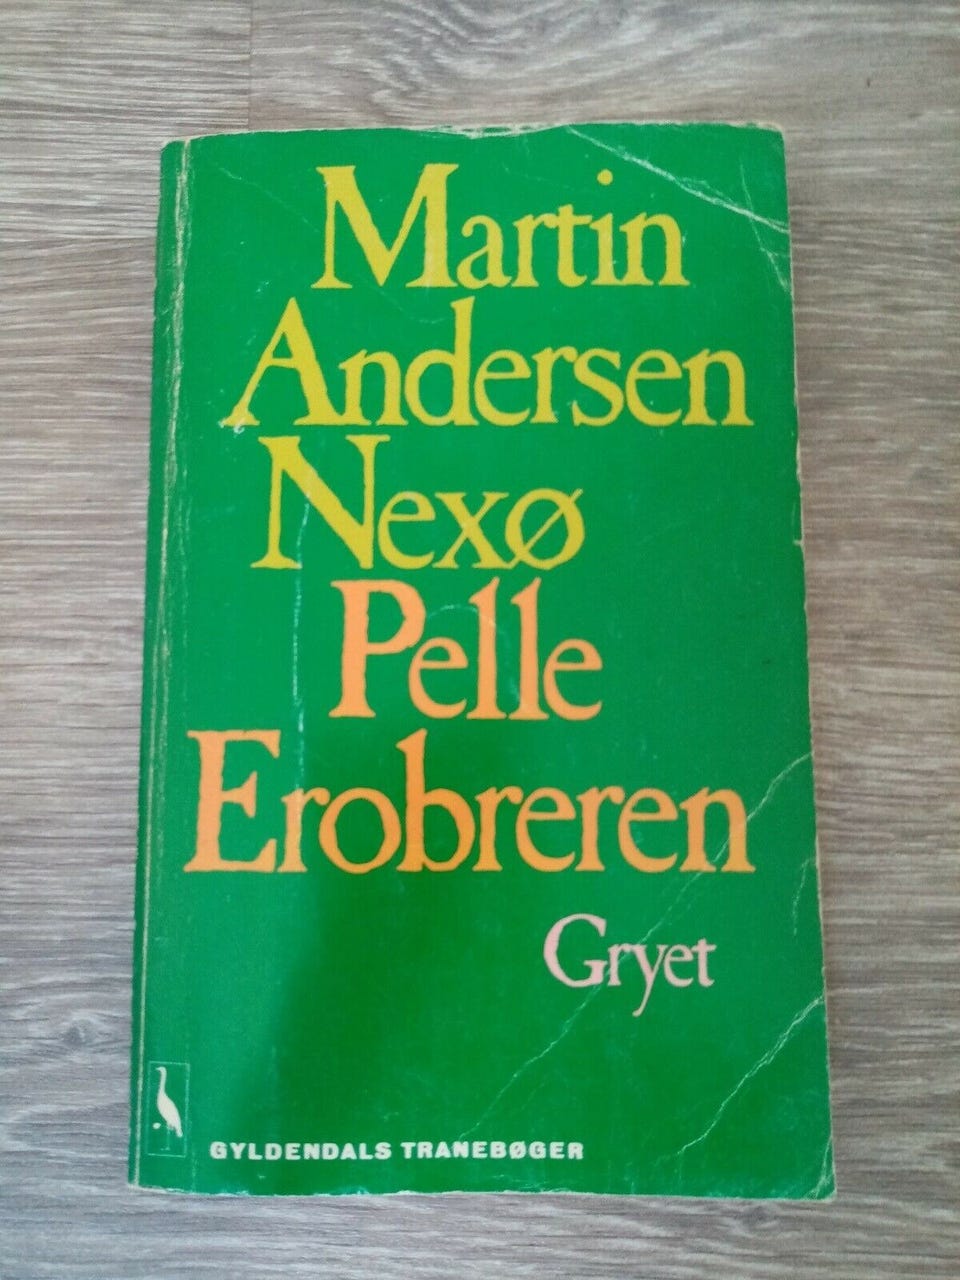 Martin
Andersen
Nexø
Pelle
Erobreren
Gryet
GYLDENDALS TRANEBØGER